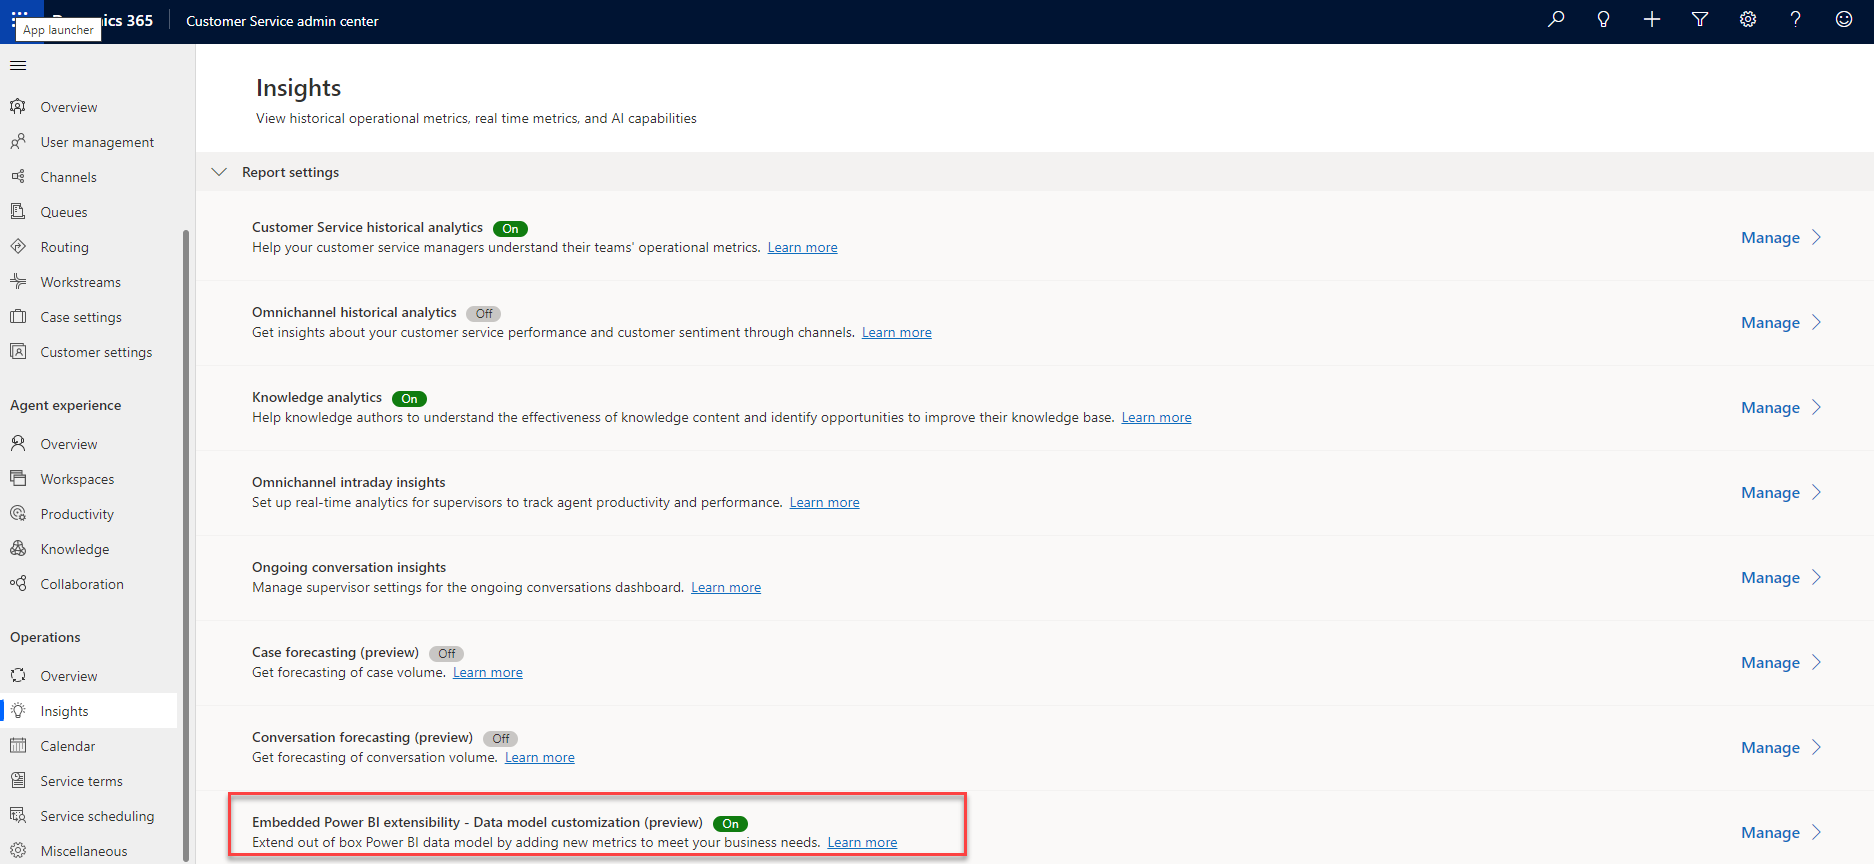 Dynamics 365
Customer Service admin center
App launcher
Overview
User management
Channels
Queues
Routing
Workstreams
Case settings
Customer settings
Agent experience
Overview
Workspaces
Productivity
Knowledge
Collaboration
Operations
Overview
Insights
Calendar
Service terms
Service scheduling
Miscellaneous
Insights
View historical operational metrics, real time metrics, and AI capabilities
Report settings
Customer Service historical analytics On
Help your customer service managers understand their teams' operational metrics. Learn more
Manage
Omnichannel historical analytics Off
Get insights about your customer service performance and customer sentiment through channels. Learn more
Manage
Knowledge analytics On
Help knowledge authors to understand the effectiveness of knowledge content and identify opportunities to improve their knowledge base. Learn more
Manage
Omnichannel intraday insights
Set up real-time analytics for supervisors to track agent productivity and performance. Learn more
Manage
Ongoing conversation insights
Manage supervisor settings for the ongoing conversations dashboard. Learn more
Manage
Case forecasting (preview) Off
Get forecasting of case volume. Learn more
Manage
Conversation forecasting (preview) Off
Get forecasting of conversation volume. Learn more
Manage
Embedded Power BI extensibility - Data model customization (preview) On
Extend out of box Power BI data model by adding new metrics to meet your business needs. Learn more
Manage